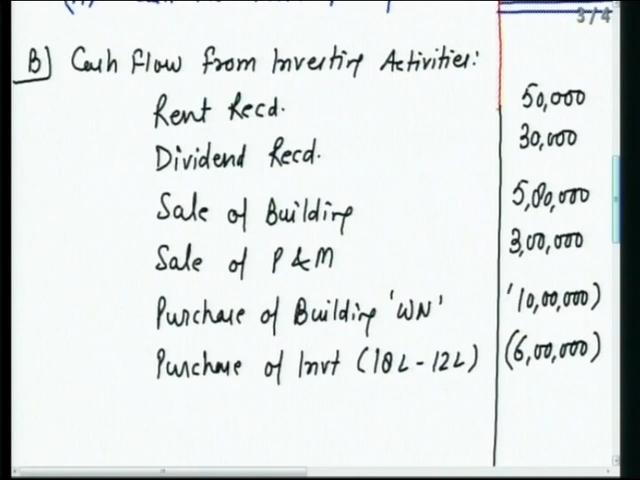 3/4
B] Cash Flow from Investing Activities:
Rent Recd. 50,000
Dividend Recd. 30,000
Sale of Building 5,00,000
Sale of P&M 3,00,000
Purchase of Building 'WN' '10,00,000)
Purchase of Invt (18L-12L) (6,00,000)